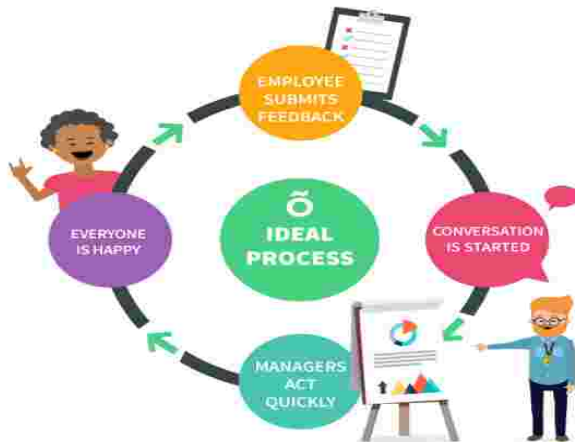 EMPLOYEE
SUBMITS
FEEDBACK
CONVERSATION
IS STARTED
MANAGERS
ACT
QUICKLY
EVERYONE
IS HAPPY
Õ
IDEAL
PROCESS